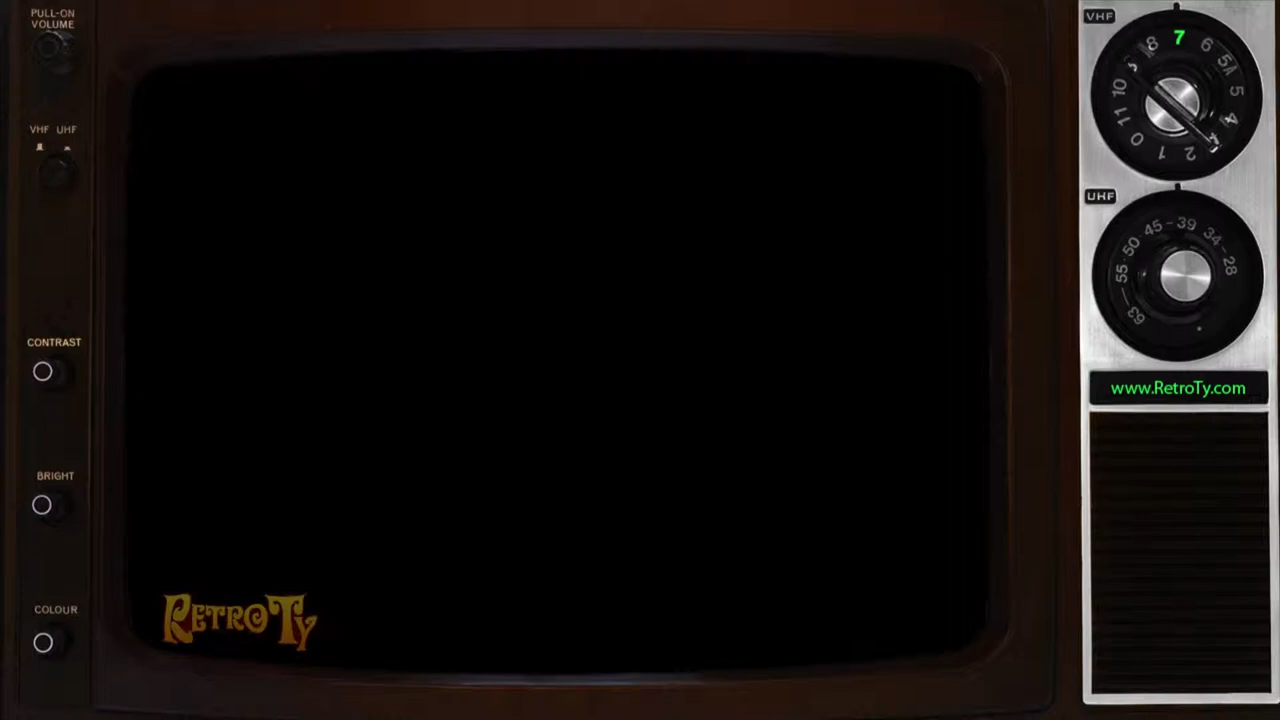 PULL-ON
VOLUME
VHF UHF
CONTRAST
BRIGHT
COLOUR
RETROTY
VHF
7 6 5A 5 4 2 1 0 11 10 9 8
UHF
63 — 55 · 50 45 - 39 34 - 28
www.RetroTy.com